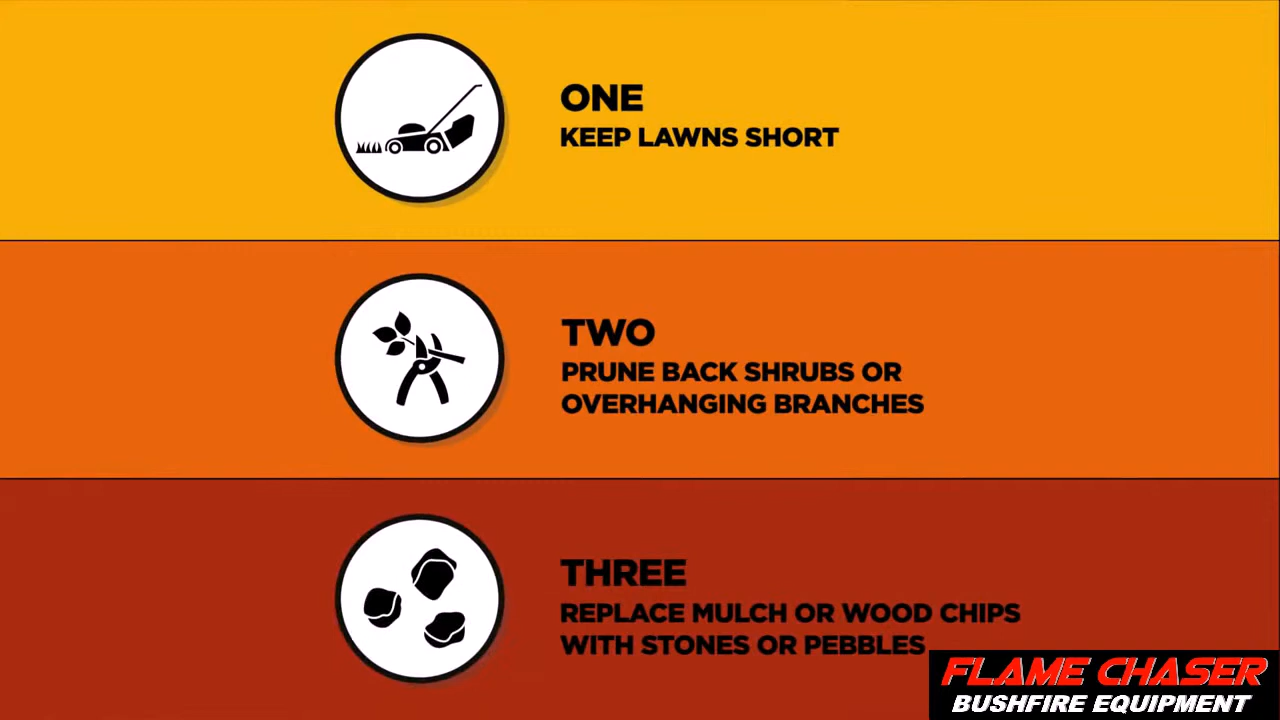 ONE
KEEP LAWNS SHORT
TWO
PRUNE BACK SHRUBS OR
OVERHANGING BRANCHES
THREE
REPLACE MULCH OR WOOD CHIPS
WITH STONES OR PEBBLES
FLAME CHASER
BUSHFIRE EQUIPMENT